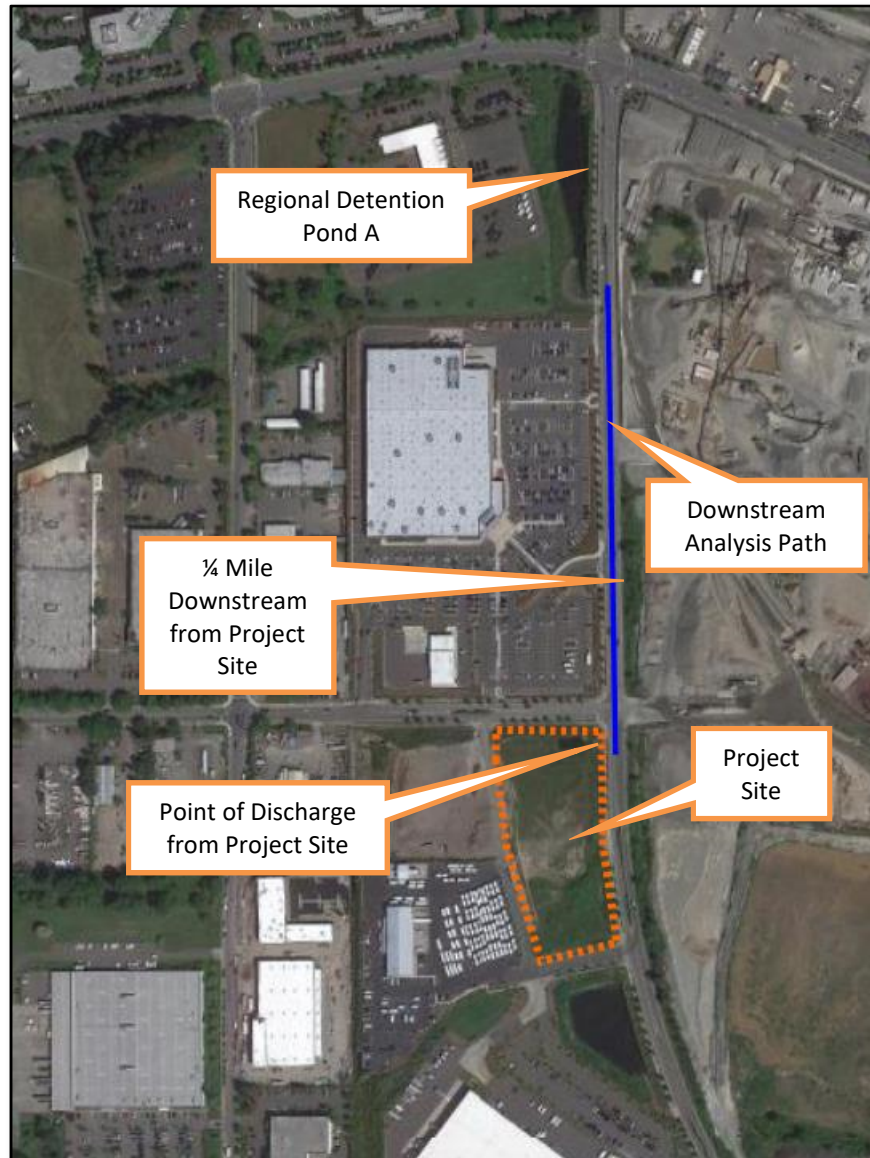 Regional Detention
Pond A
Downstream
Analysis Path
¼ Mile
Downstream
from Project
Site
Project
Site
Point of Discharge
from Project Site